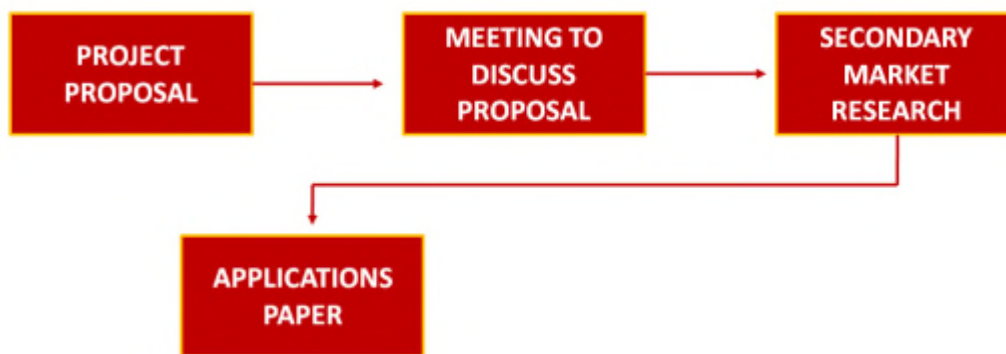 PROJECT
PROPOSAL
MEETING TO
DISCUSS
PROPOSAL
SECONDARY
MARKET
RESEARCH
APPLICATIONS
PAPER